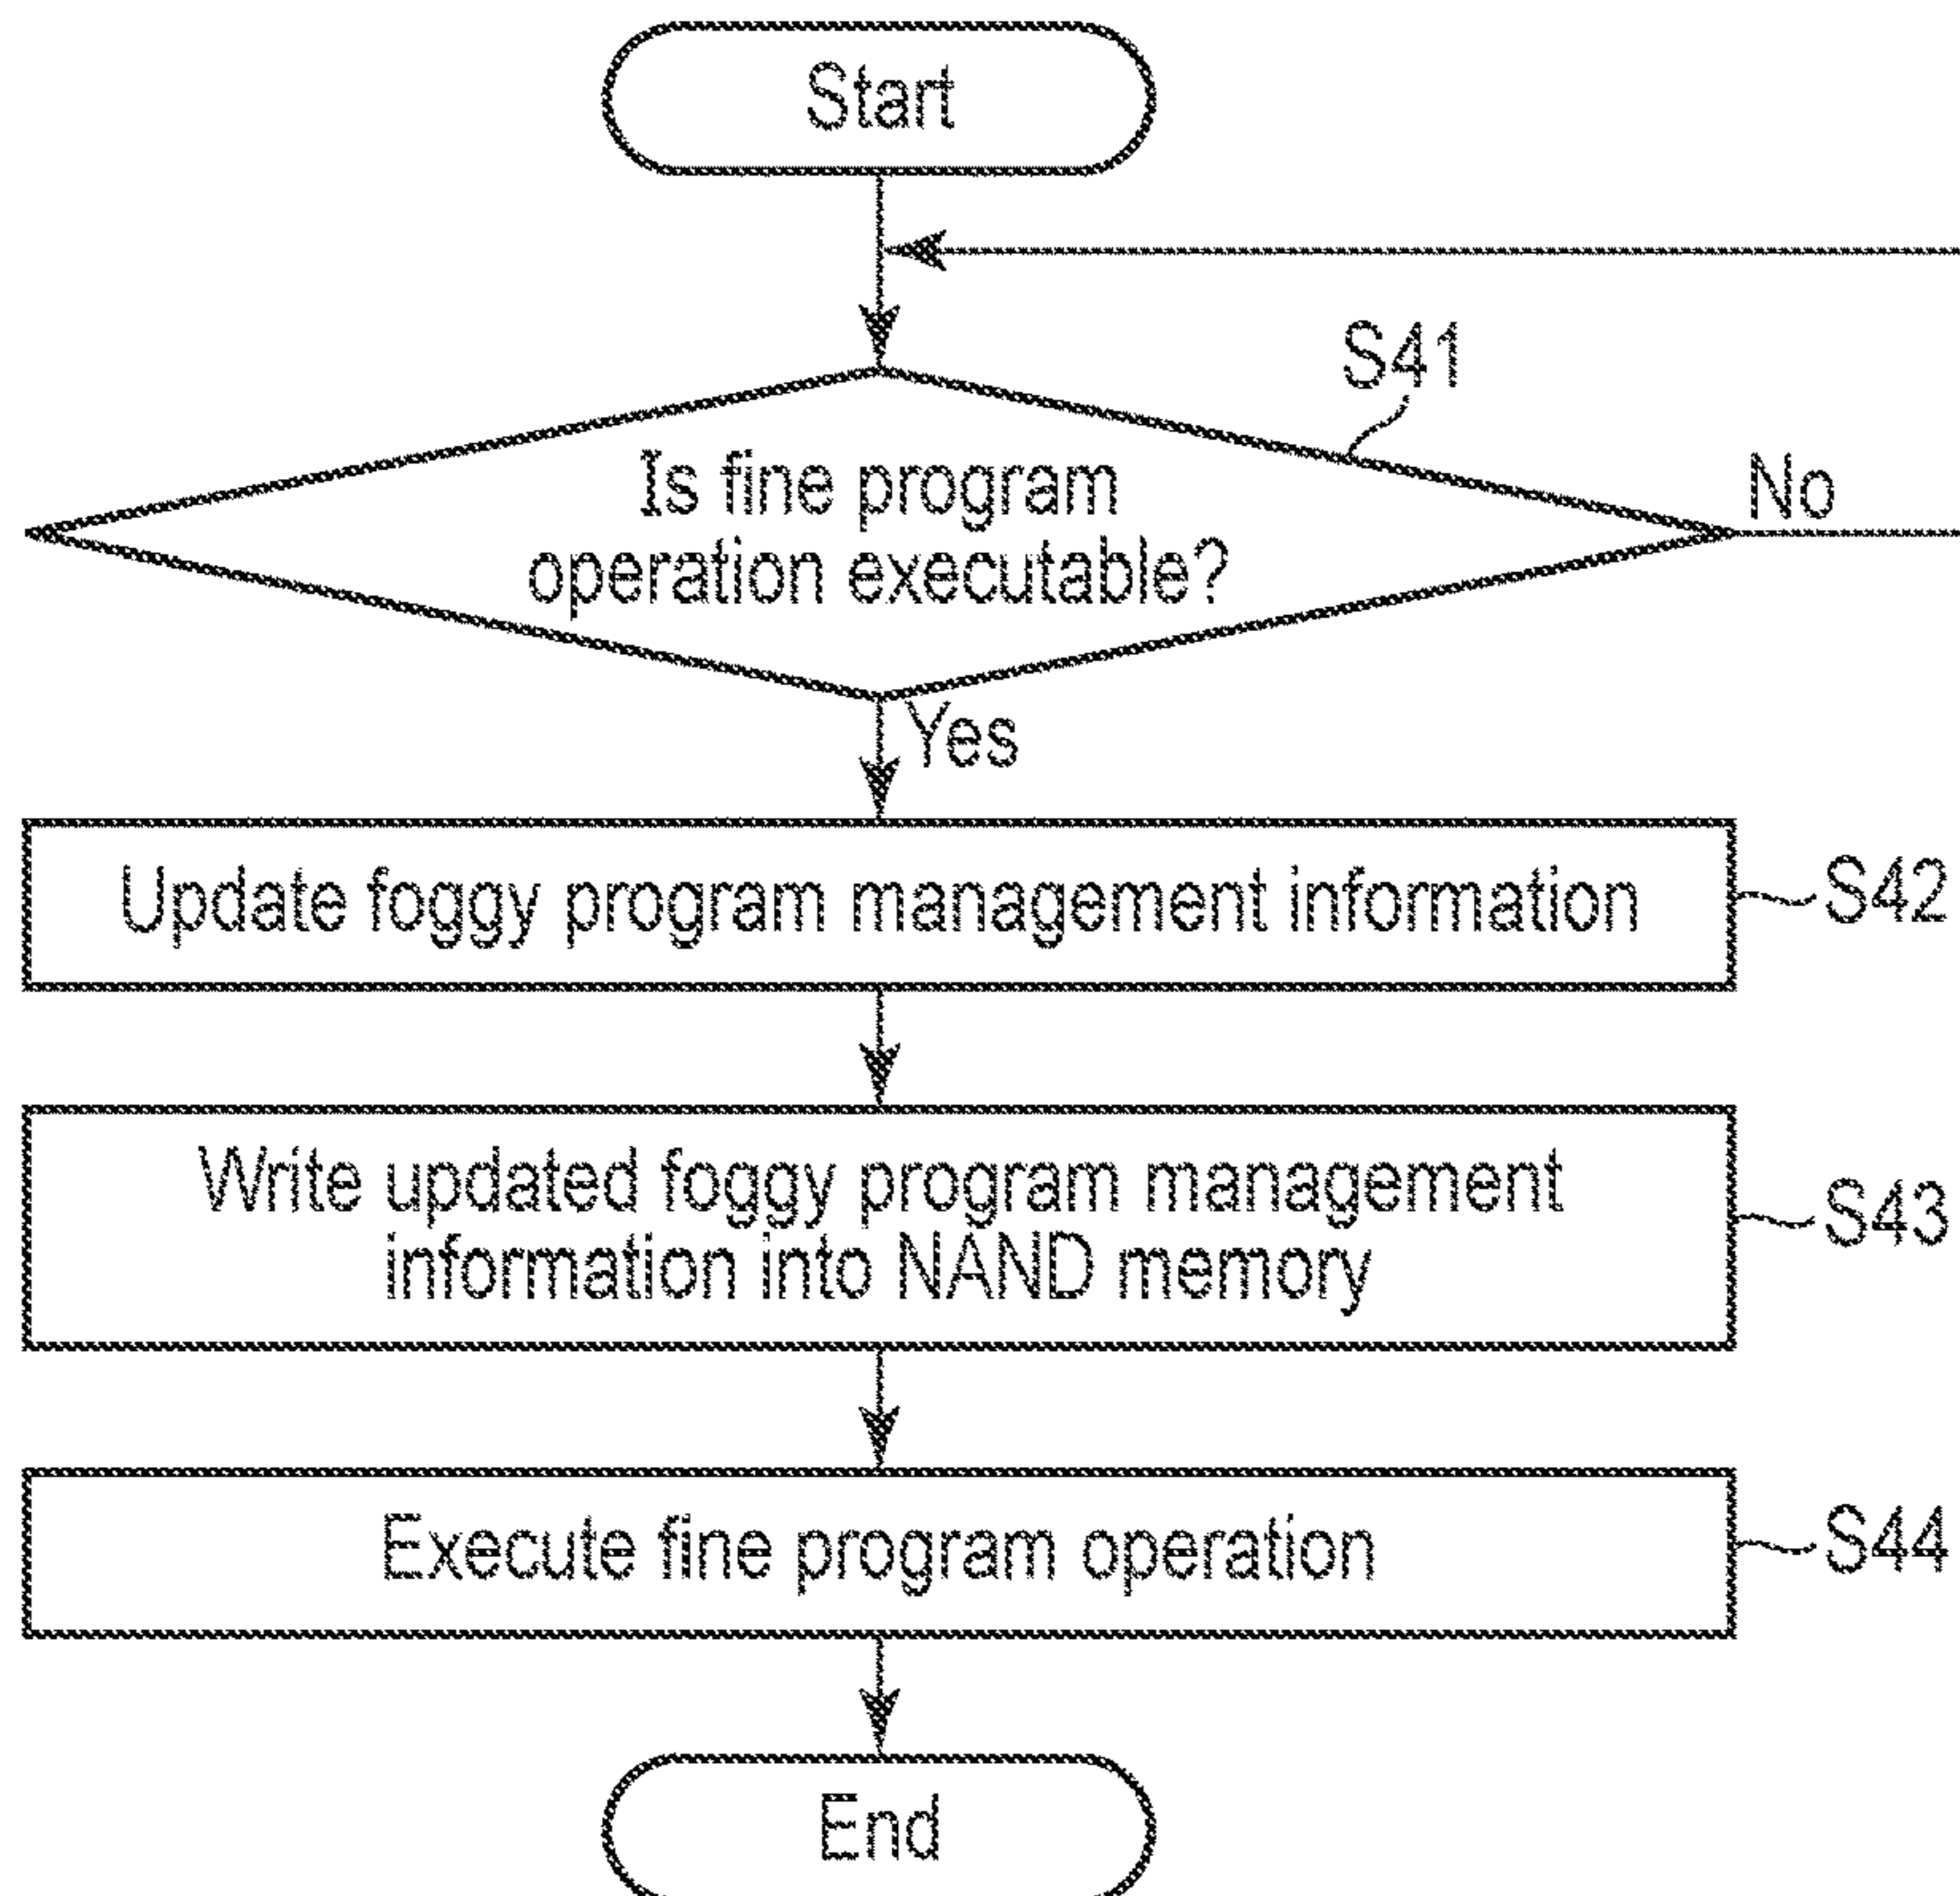 Start
S41
Is fine program
operation executable?
No
Yes
Update foggy program management information
S42
Write updated foggy program management
information into NAND memory
S43
Execute fine program operation
S44
End